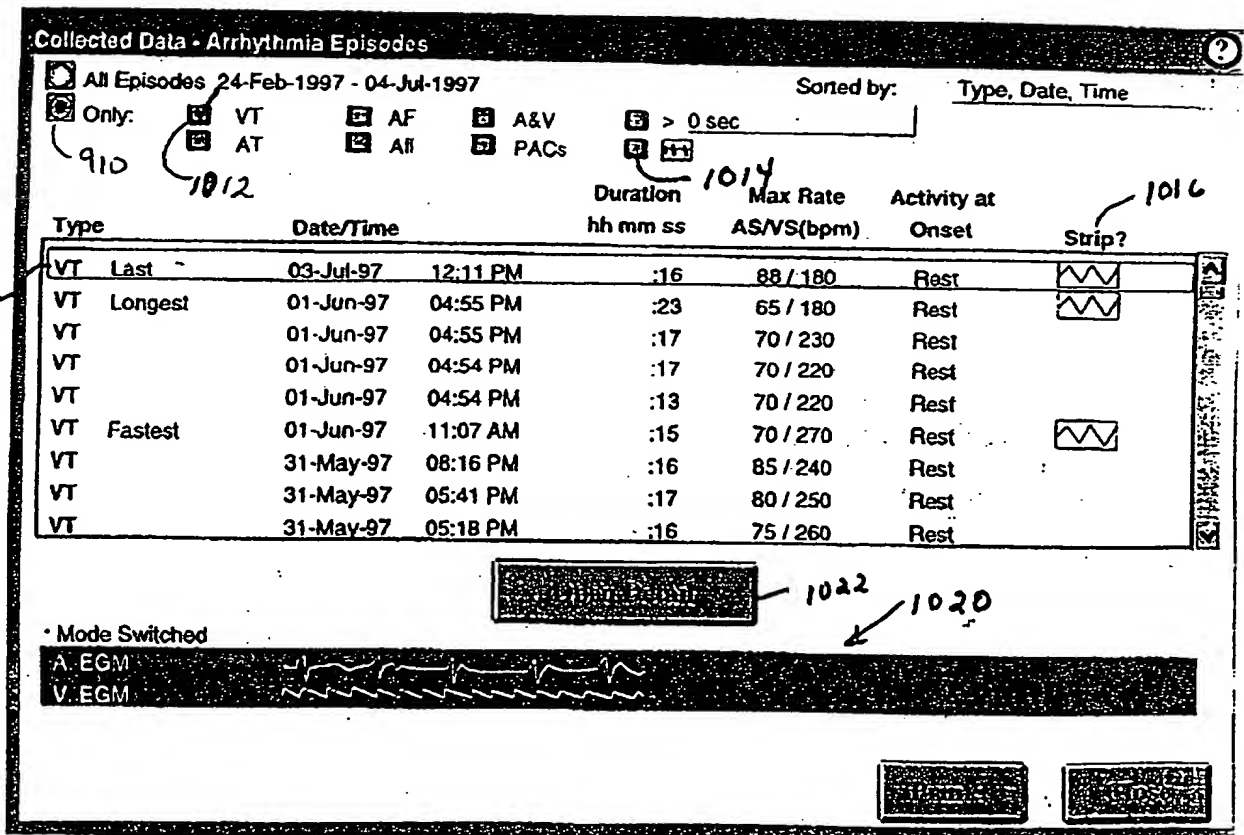 Collected Data - Arrhythmia Episodes ?
All Episodes 24-Feb-1997 - 04-Jul-1997 Sorted by: Type, Date, Time
Only: VT AF A&V > 0 sec
AT All PACs
910 1012 1014 1016
Type Date/Time Duration hh mm ss Max Rate AS/VS(bpm) Activity at Onset Strip?
VT Last 03-Jul-97 12:11 PM :16 88 / 180 Rest
VT Longest 01-Jun-97 04:55 PM :23 65 / 180 Rest
VT 01-Jun-97 04:55 PM :17 70 / 230 Rest
VT 01-Jun-97 04:54 PM :17 70 / 220 Rest
VT 01-Jun-97 04:54 PM :13 70 / 220 Rest
VT Fastest 01-Jun-97 11:07 AM :15 70 / 270 Rest
VT 31-May-97 08:16 PM :16 85 / 240 Rest
VT 31-May-97 05:41 PM :17 80 / 250 Rest
VT 31-May-97 05:18 PM :16 75 / 260 Rest
1022 1020
Mode Switched
A. EGM
V. EGM